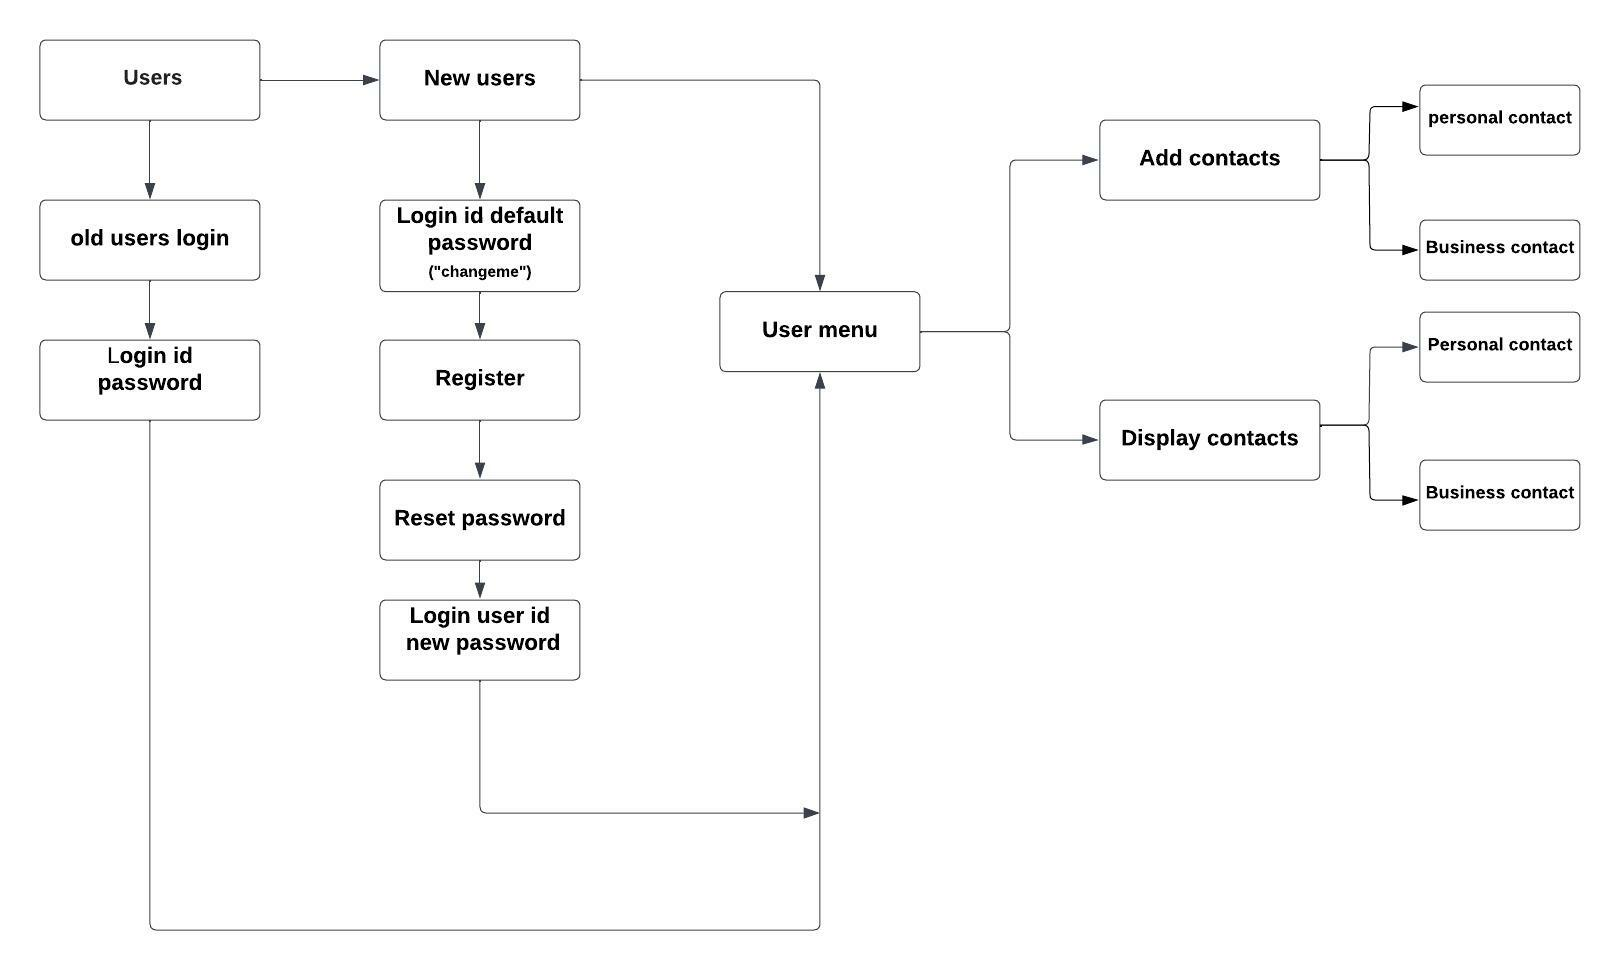 Users
New users
old users login
Login id default
password
("changeme")
Login id
password
Register
Reset password
Login user id
new password
User menu
Add contacts
personal contact
Business contact
Display contacts
Personal contact
Business contact